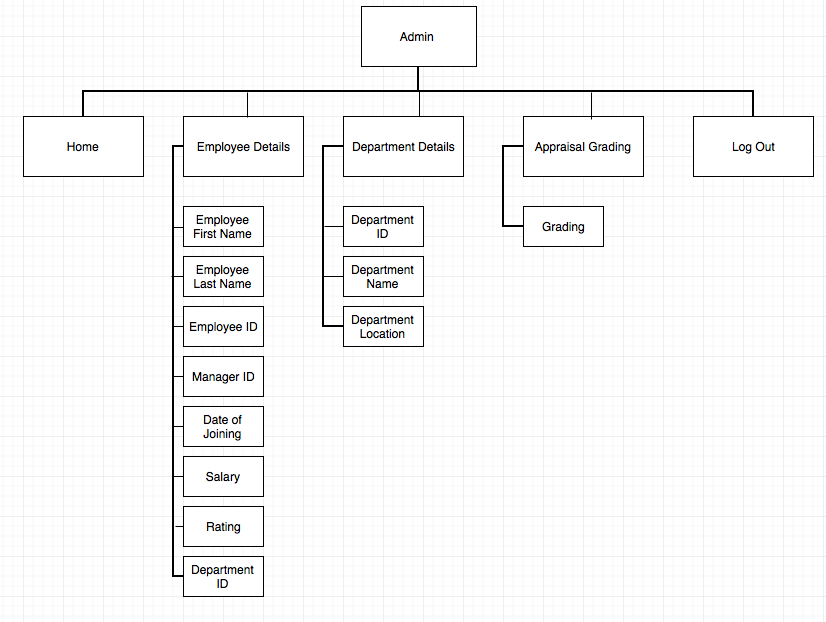 Admin
Home
Employee Details
Department Details
Appraisal Grading
Log Out
Employee
First Name
Department
ID
Grading
Employee
Last Name
Department
Name
Employee ID
Department
Location
Manager ID
Date of
Joining
Salary
Rating
Department
ID